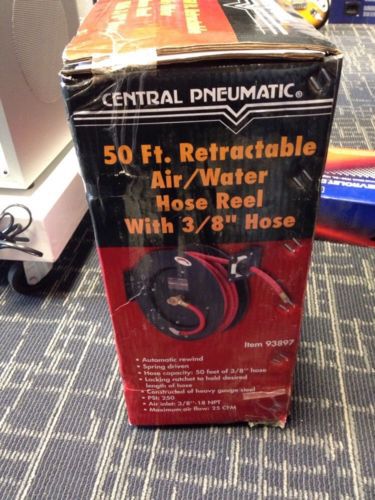 CENTRAL PNEUMATIC®
50 Ft. Retractable
Air/Water
Hose Reel
With 3/8" Hose
Item 93897
• Automatic rewind
• Spring driven
• Hose capacity: 50 feet of 3/8" hose
• Locking ratchet to hold desired
length of hose
• Constructed of heavy gauge steel
• PSI: 250
• Air inlet: 3/8"-18 NPT
• Maximum air flow: 25 CFM